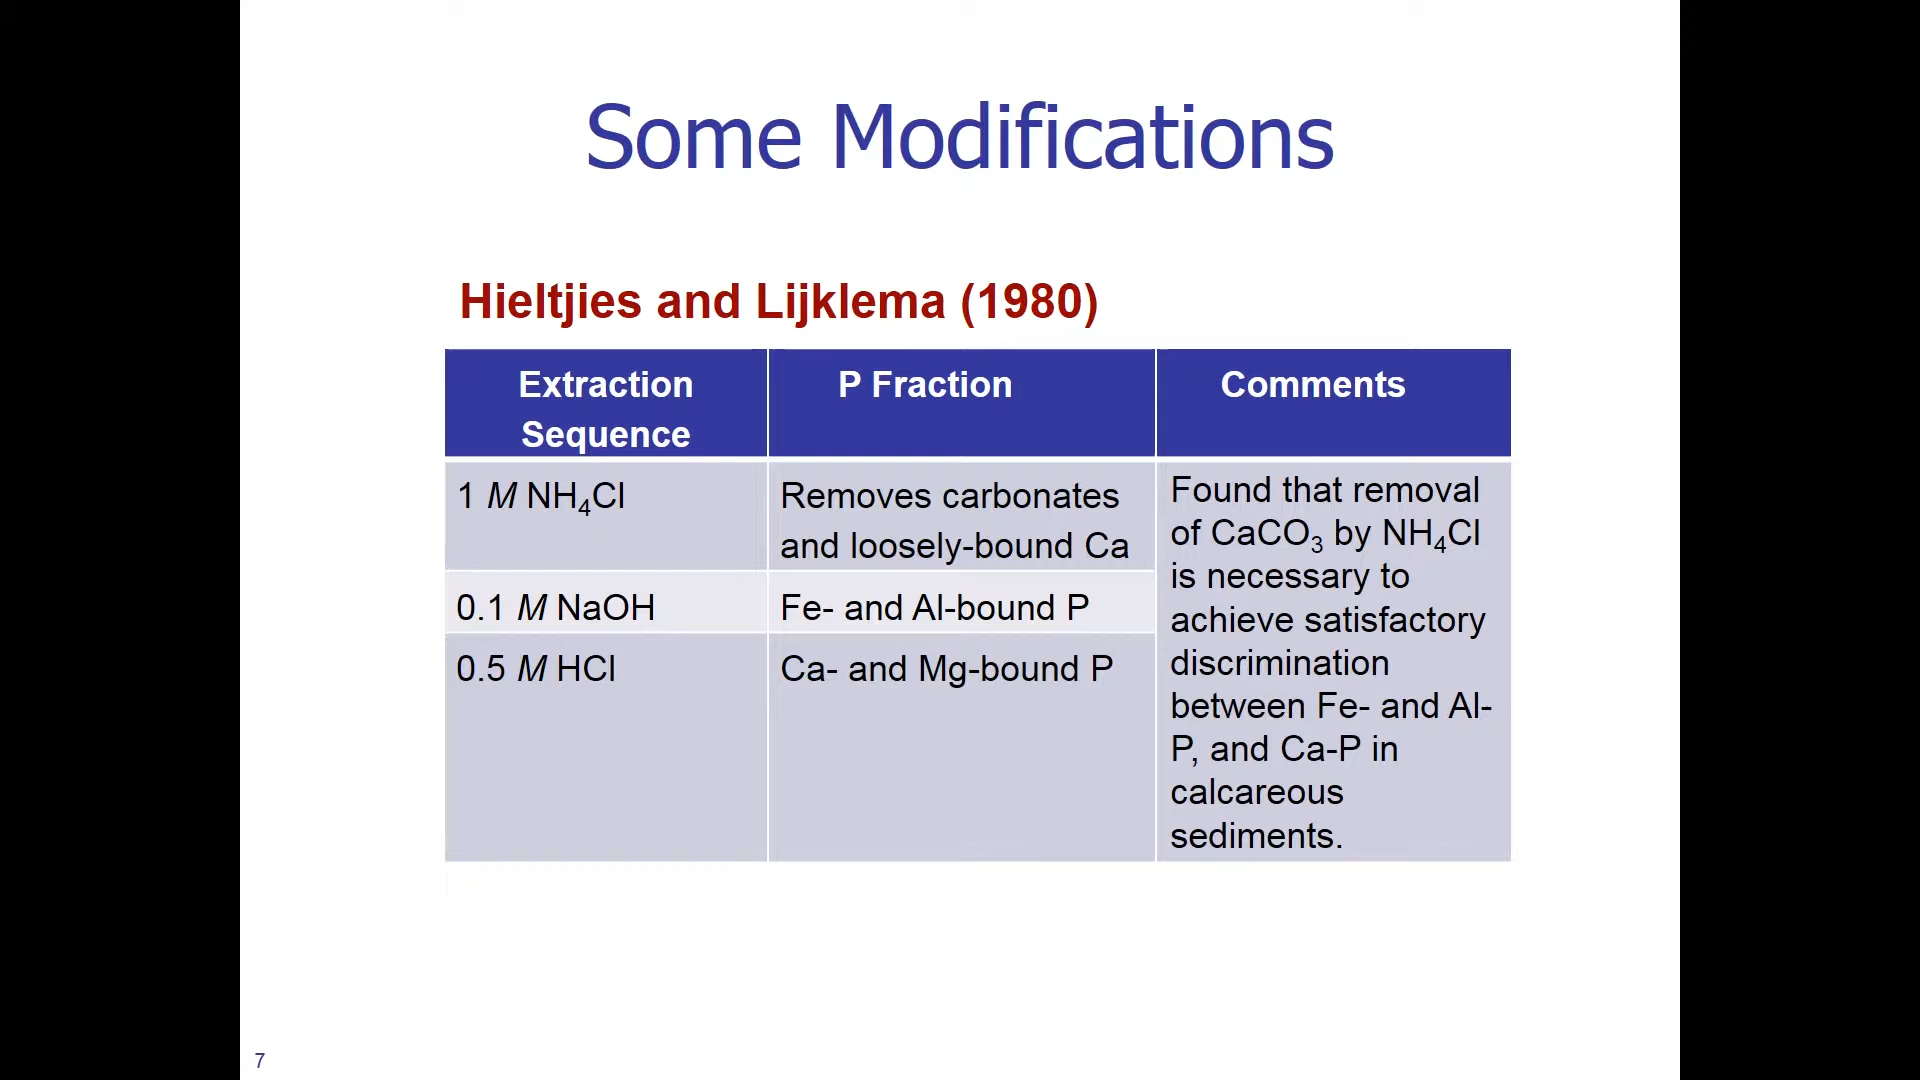 Some Modifications
Hieltjies and Lijklema (1980)
Extraction
Sequence
P Fraction
Comments
1 M NH₄Cl
Removes carbonates
and loosely-bound Ca
Found that removal
of CaCO₃ by NH₄Cl
is necessary to
achieve satisfactory
discrimination
between Fe- and Al-
P, and Ca-P in
calcareous
sediments.
0.1 M NaOH
Fe- and Al-bound P
0.5 M HCl
Ca- and Mg-bound P
7